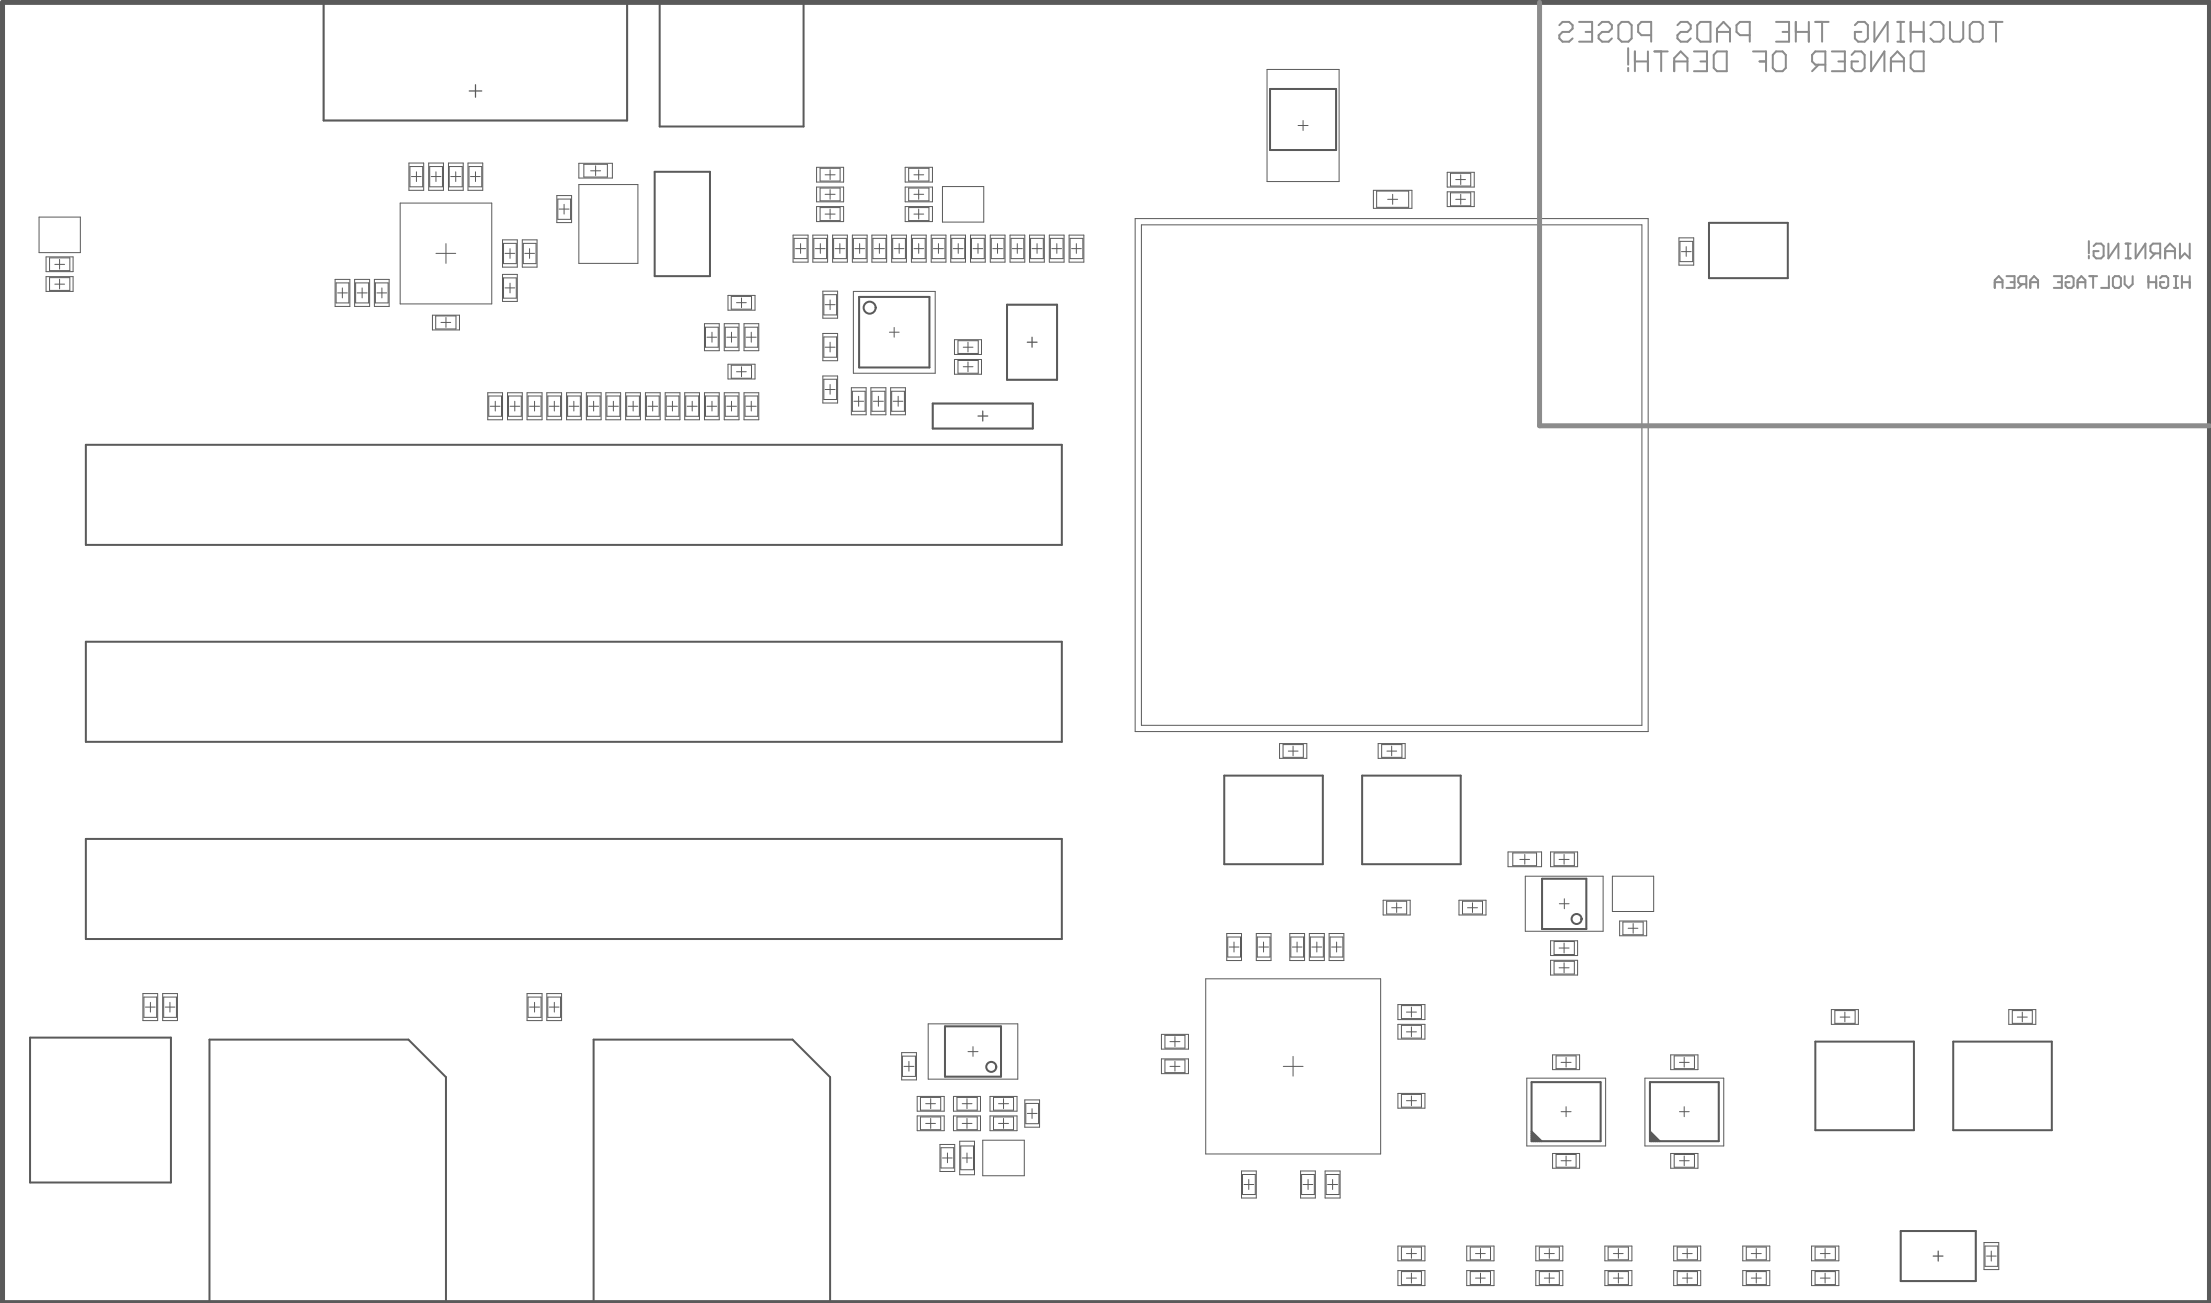 TOUCHING THE PADS POSES
DANGER OF DEATH!
WARNING!
HIGH VOLTAGE AREA